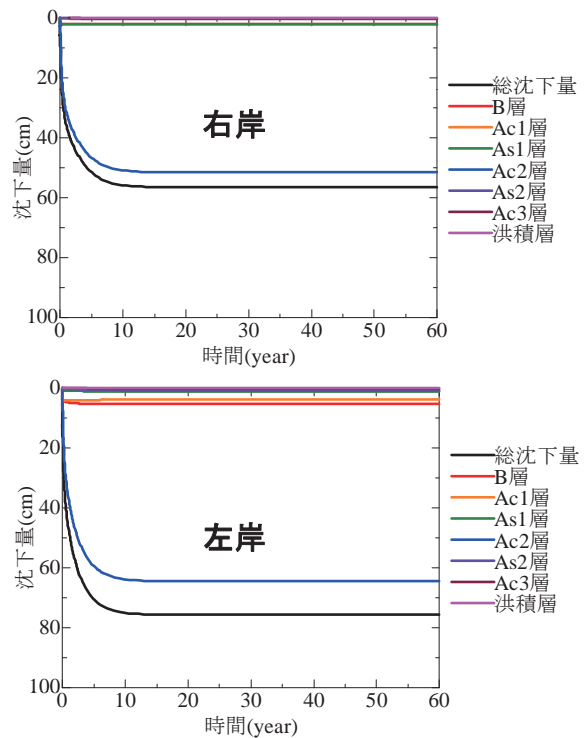 0
20
40
60
80
100
沈下量(cm)
右岸
0
10
20
30
40
50
60
時間(year)
総沈下量
B層
Ac1層
As1層
Ac2層
As2層
Ac3層
洪積層
0
20
40
60
80
100
沈下量(cm)
左岸
0
10
20
30
40
50
60
時間(year)
総沈下量
B層
Ac1層
As1層
Ac2層
As2層
Ac3層
洪積層